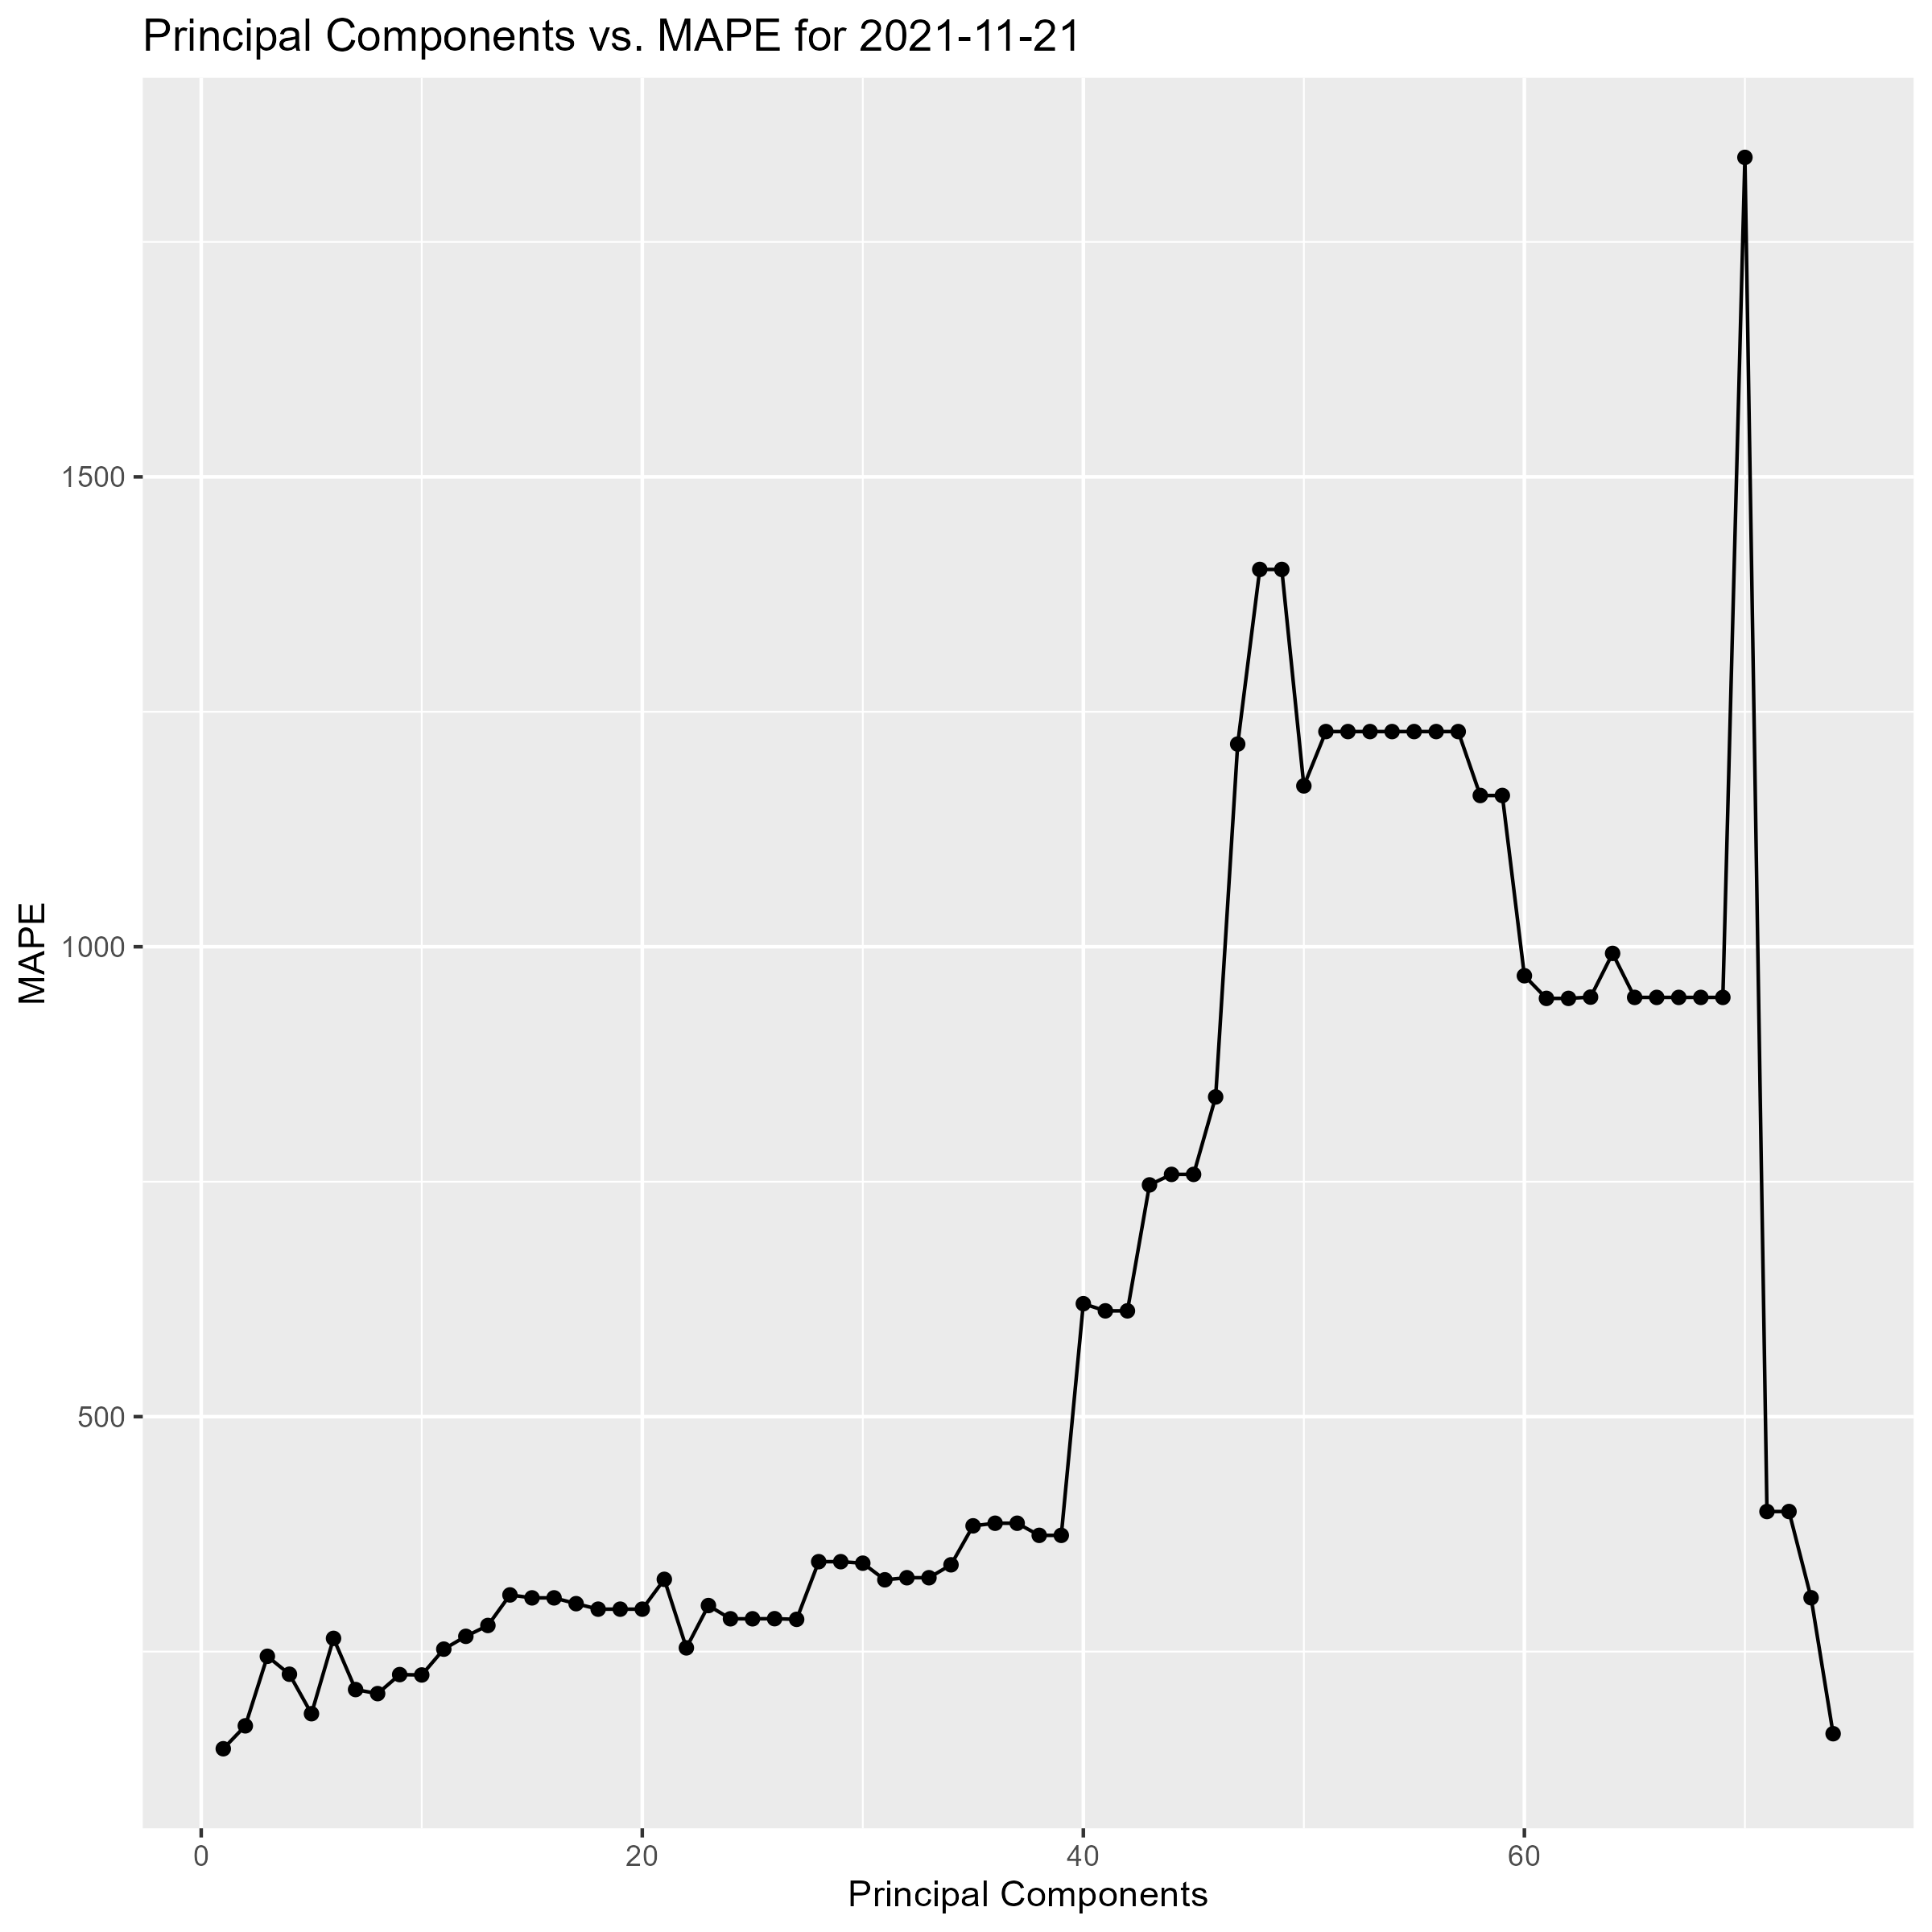 Principal Components vs. MAPE for 2021-11-21
MAPE
1500
1000
500
0 20 40 60
Principal Components